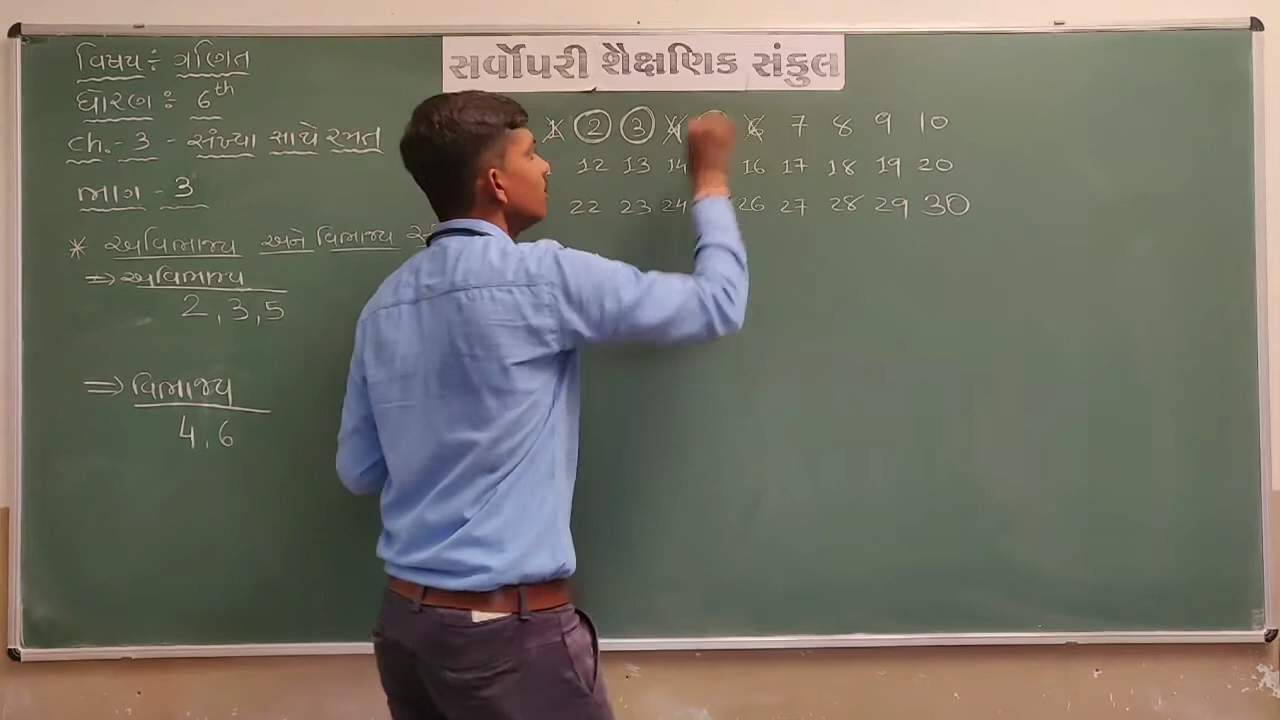 સર્વોપરી શૈક્ષણિક સંકુલ
વિષય : ગણિત
ધોરણ : 6th
ch.- 3 - સંખ્યા સાથે રમત
ભાગ - 3
* અવિભાજ્ય અને વિભાજ્ય
⇒ અવિભાજ્ય
2, 3, 5
⇒ વિભાજ્ય
4, 6
1 2 3 4 6 7 8 9 10
12 13 14 16 17 18 19 20
22 23 24 26 27 28 29 30